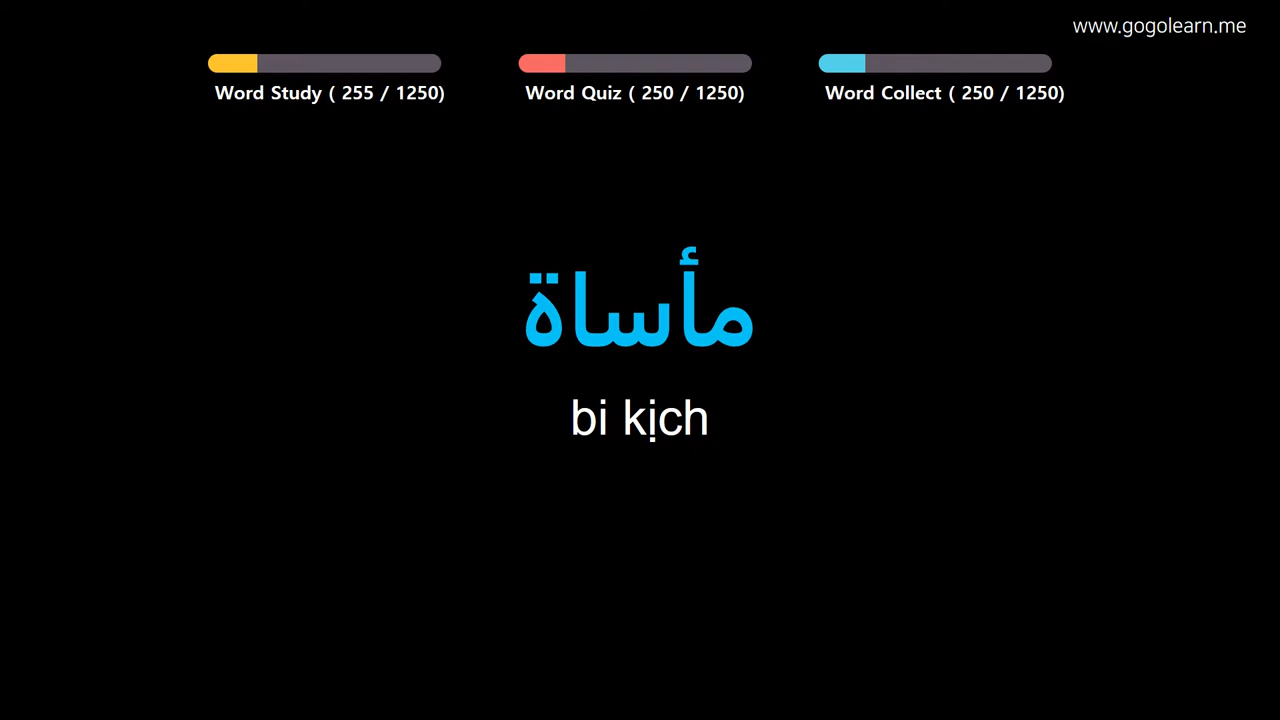 www.gogolearn.me
Word Study ( 255 / 1250)
Word Quiz ( 250 / 1250)
Word Collect ( 250 / 1250)
مأساة
bi kịch